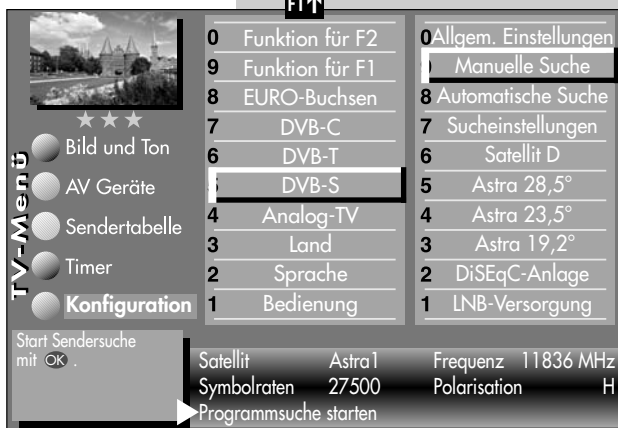 F1↑
TV-Menü
Bild und Ton
AV Geräte
Sendertabelle
Timer
Konfiguration
0 Funktion für F2
9 Funktion für F1
8 EURO-Buchsen
7 DVB-C
6 DVB-T
DVB-S
4 Analog-TV
3 Land
2 Sprache
1 Bedienung
0 Allgem. Einstellungen
Manuelle Suche
8 Automatische Suche
7 Sucheinstellungen
6 Satellit D
5 Astra 28,5°
4 Astra 23,5°
3 Astra 19,2°
2 DiSEqC-Anlage
1 LNB-Versorgung
Start Sendersuche
mit OK .
Satellit Astra1 Frequenz 11836 MHz
Symbolraten 27500 Polarisation H
Programmsuche starten